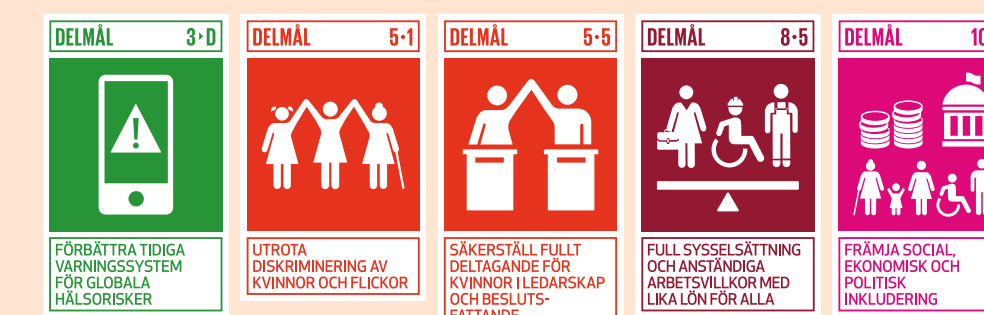 DELMÅL 3·D
FÖRBÄTTRA TIDIGA
VARNINGSSYSTEM
FÖR GLOBALA
HÄLSORISKER
DELMÅL 5·1
UTROTA
DISKRIMINERING AV
KVINNOR OCH FLICKOR
DELMÅL 5·5
SÄKERSTÄLL FULLT
DELTAGANDE FÖR
KVINNOR I LEDARSKAP
OCH BESLUTS-
FATTANDE
DELMÅL 8·5
FULL SYSSELSÄTTNING
OCH ANSTÄNDIGA
ARBETSVILLKOR MED
LIKA LÖN FÖR ALLA
DELMÅL 10
FRÄMJA SOCIAL,
EKONOMISK OCH
POLITISK
INKLUDERING